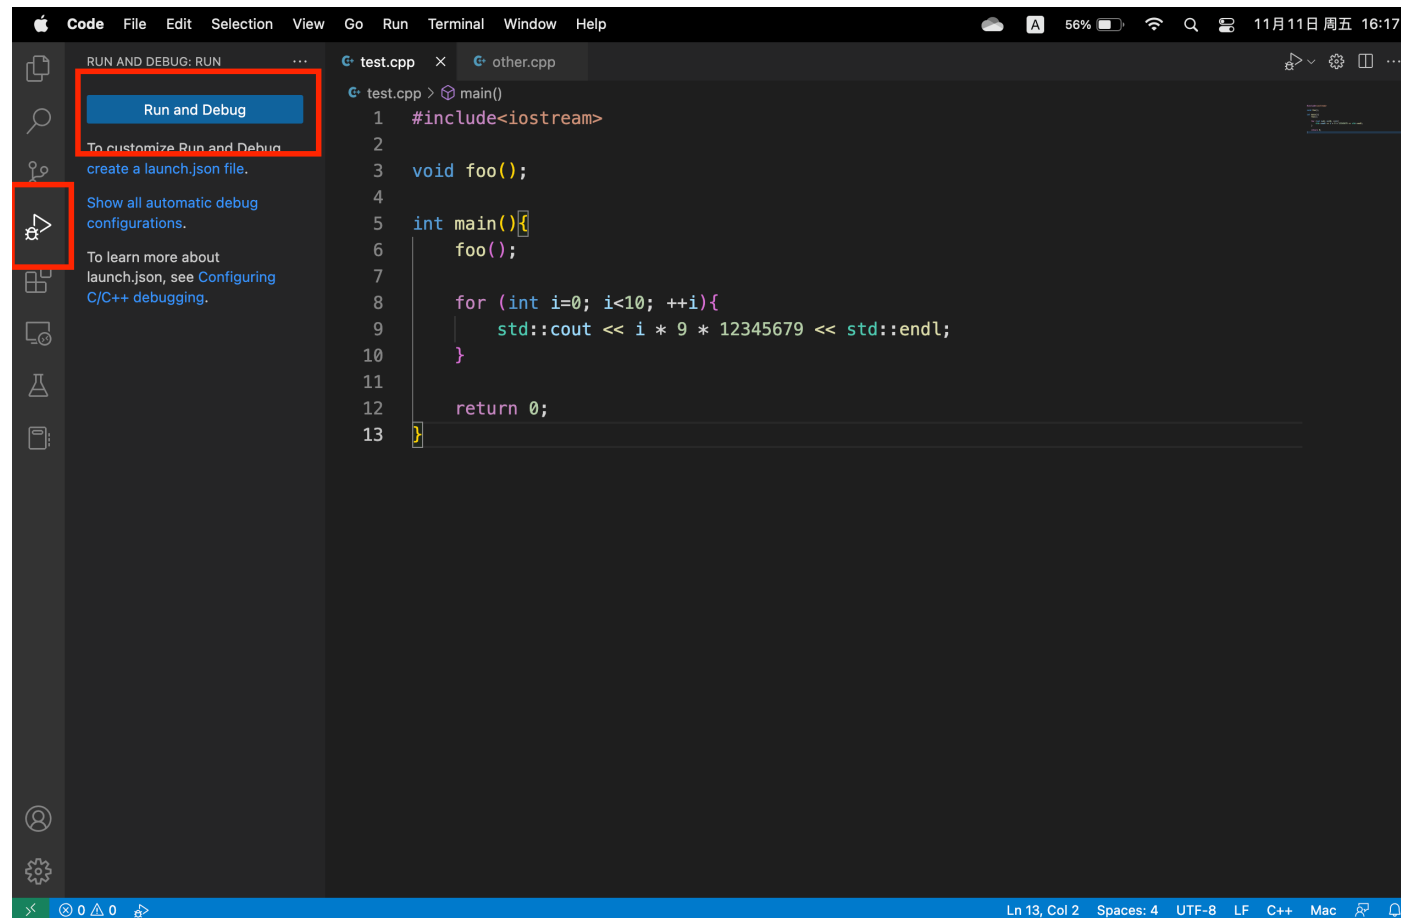 Code File Edit Selection View Go Run Terminal Window Help A 56% 11月11日 周五 16:17
RUN AND DEBUG: RUN ...
Run and Debug
To customize Run and Debug
create a launch.json file.
Show all automatic debug
configurations.
To learn more about
launch.json, see Configuring
C/C++ debugging.
test.cpp other.cpp
test.cpp > main()
1 #include<iostream>
2
3 void foo();
4
5 int main(){
6 foo();
7
8 for (int i=0; i<10; ++i){
9 std::cout << i * 9 * 12345679 << std::endl;
10 }
11
12 return 0;
13 }
0 0 Ln 13, Col 2 Spaces: 4 UTF-8 LF C++ Mac